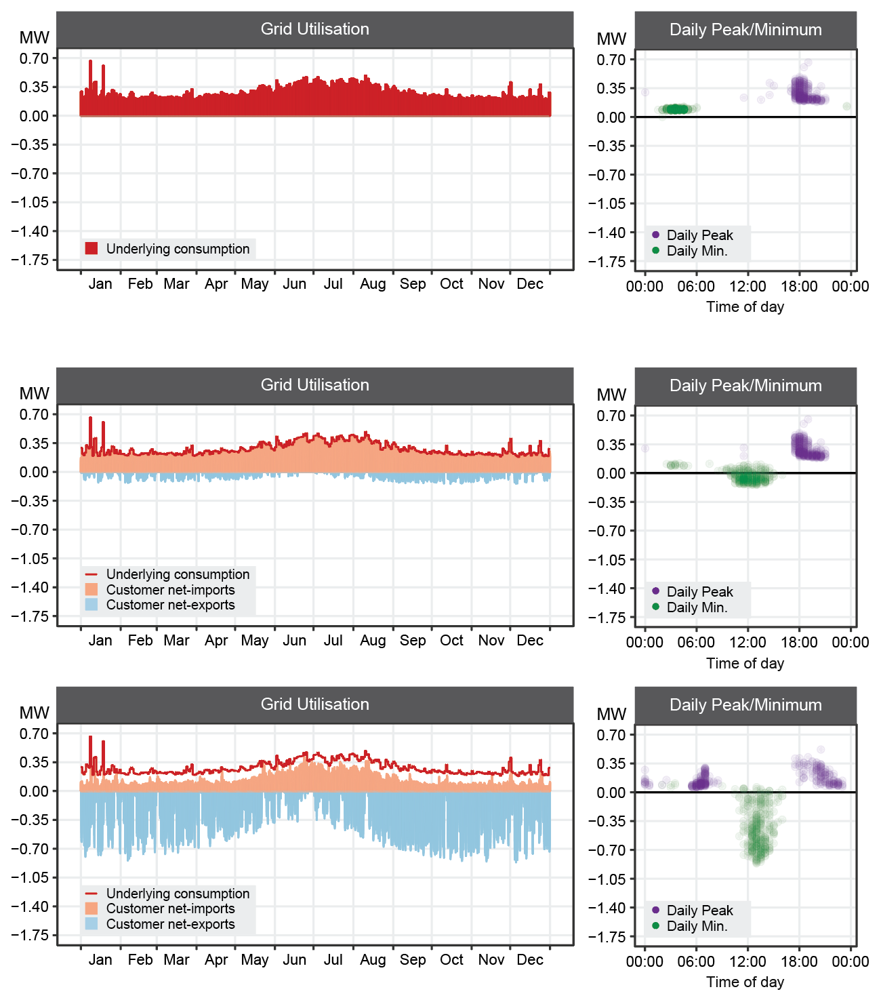 Grid Utilisation
MW
0.70
0.35
0.00
−0.35
−0.70
−1.05
−1.40
−1.75
Underlying consumption
Jan Feb Mar Apr May Jun Jul Aug Sep Oct Nov Dec
Daily Peak/Minimum
MW
0.70
0.35
0.00
−0.35
−0.70
−1.05
−1.40
−1.75
Daily Peak
Daily Min.
00:00 06:00 12:00 18:00 00:00
Time of day
Grid Utilisation
MW
0.70
0.35
0.00
−0.35
−0.70
−1.05
−1.40
−1.75
Underlying consumption
Customer net-imports
Customer net-exports
Jan Feb Mar Apr May Jun Jul Aug Sep Oct Nov Dec
Daily Peak/Minimum
MW
0.70
0.35
0.00
−0.35
−0.70
−1.05
−1.40
−1.75
Daily Peak
Daily Min.
00:00 06:00 12:00 18:00 00:00
Time of day
Grid Utilisation
MW
0.70
0.35
0.00
−0.35
−0.70
−1.05
−1.40
−1.75
Underlying consumption
Customer net-imports
Customer net-exports
Jan Feb Mar Apr May Jun Jul Aug Sep Oct Nov Dec
Daily Peak/Minimum
MW
0.70
0.35
0.00
−0.35
−0.70
−1.05
−1.40
−1.75
Daily Peak
Daily Min.
00:00 06:00 12:00 18:00 00:00
Time of day